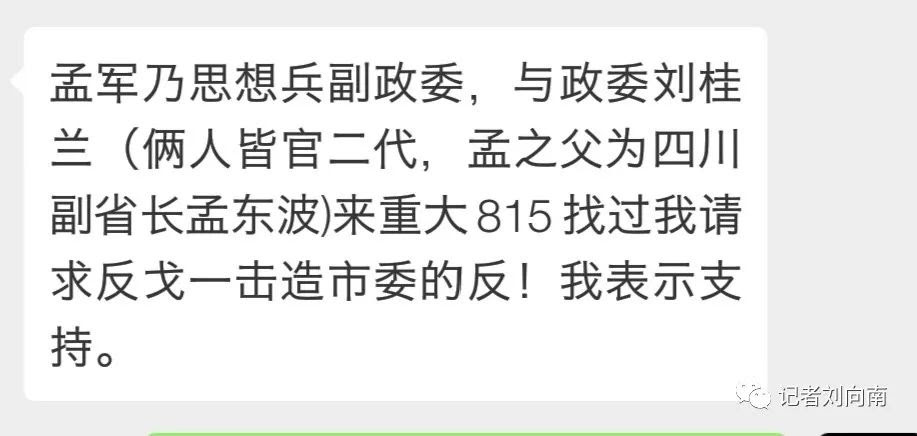 孟军乃思想兵副政委，与政委刘桂
兰（俩人皆官二代，孟之父为四川
副省长孟东波)来重大815找过我请
求反戈一击造市委的反！我表示支
持。
记者刘向南